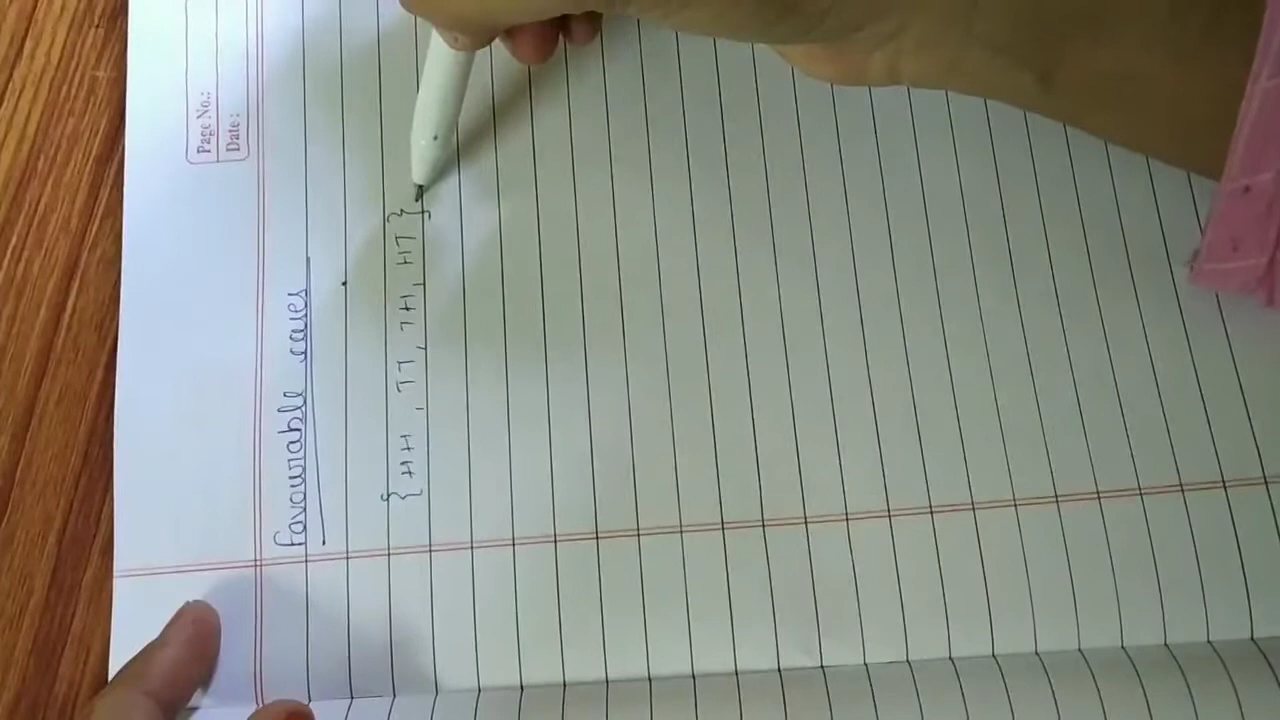 Page No.:
Date:
Favourable cases
{HH, TT, TH, HT}